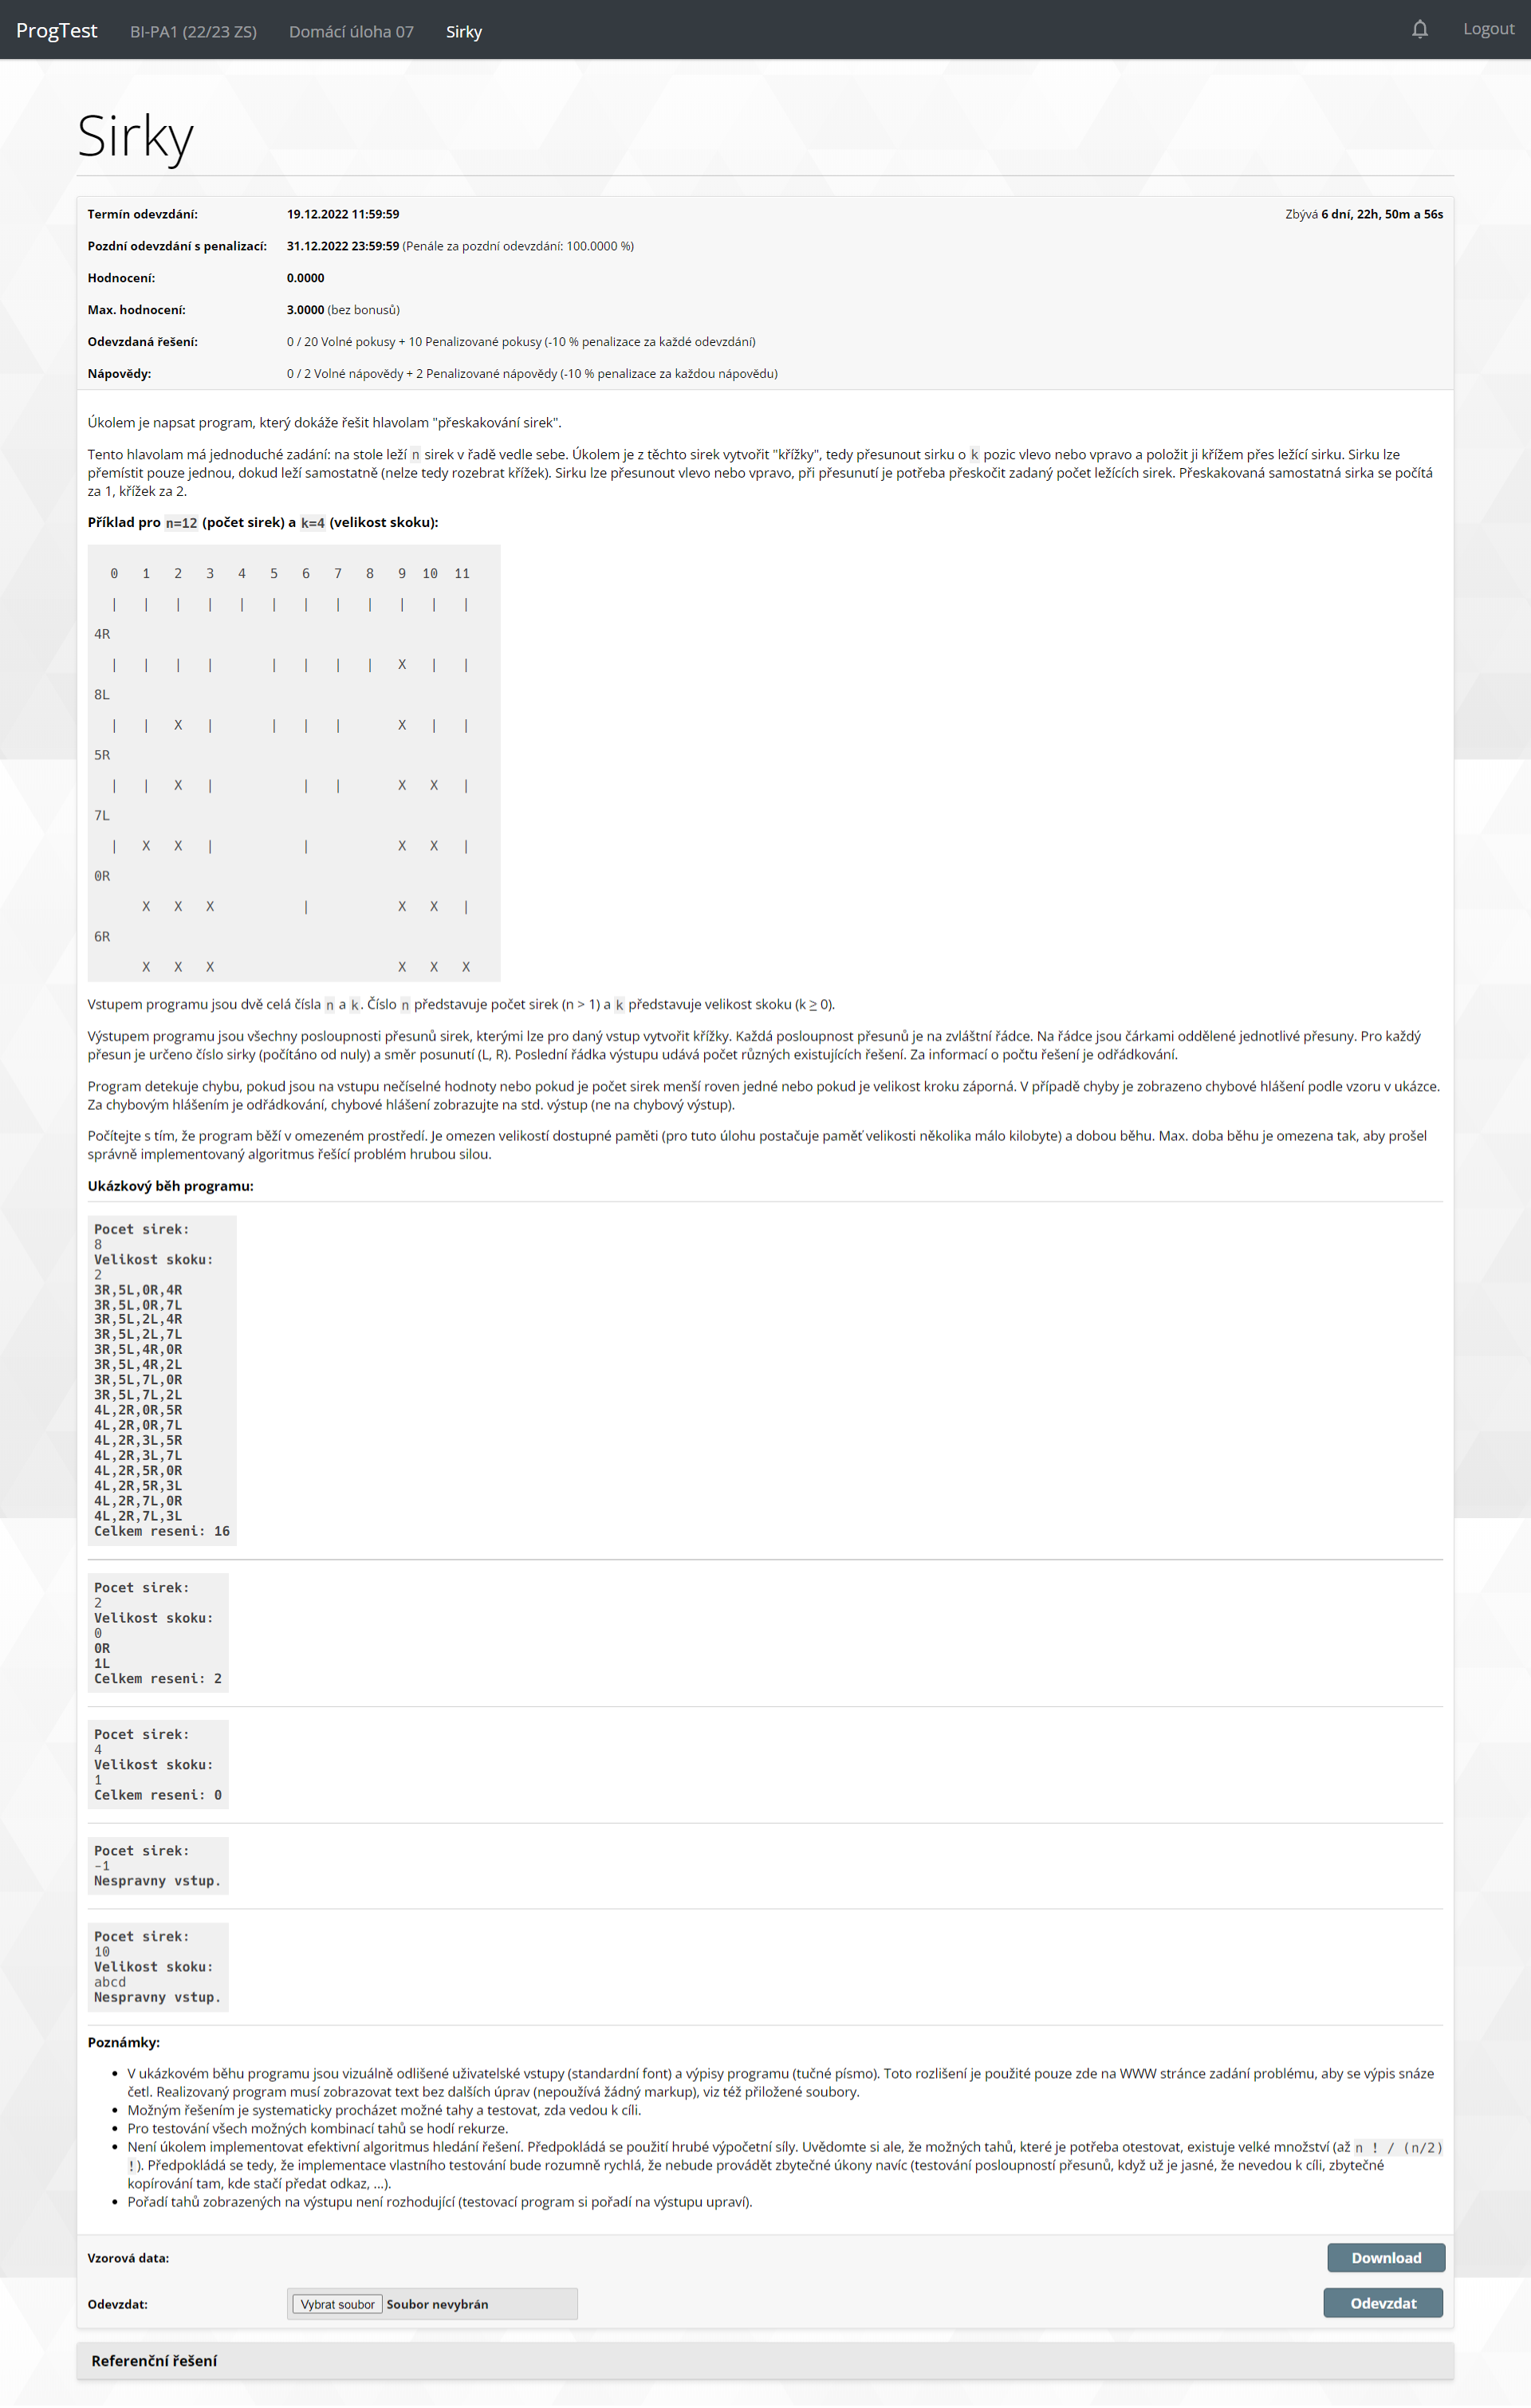 ProgTest BI-PA1 (22/23 ZS) Domácí úloha 07 Sirky Logout
Sirky
Termín odevzdání: 19.12.2022 11:59:59 Zbývá 6 dní, 22h, 50m a 56s
Pozdní odevzdání s penalizací: 31.12.2022 23:59:59 (Penále za pozdní odevzdání: 100.0000 %)
Hodnocení: 0.0000
Max. hodnocení: 3.0000 (bez bonusů)
Odevzdaná řešení: 0 / 20 Volné pokusy + 10 Penalizované pokusy (-10 % penalizace za každé odevzdání)
Nápovědy: 0 / 2 Volné nápovědy + 2 Penalizované nápovědy (-10 % penalizace za každou nápovědu)
Úkolem je napsat program, který dokáže řešit hlavolam "přeskakování sirek".
Tento hlavolam má jednoduché zadání: na stole leží n sirek v řadě vedle sebe. Úkolem je z těchto sirek vytvořit "křížky", tedy přesunout sirku o k pozic vlevo nebo vpravo a položit ji křížem přes ležící sirku. Sirku lze
přemístit pouze jednou, dokud leží samostatně (nelze tedy rozebrat křížek). Sirku lze přesunout vlevo nebo vpravo, při přesunutí je potřeba přeskočit zadaný počet ležících sirek. Přeskakovaná samostatná sirka se počítá
za 1, křížek za 2.
Příklad pro n=12 (počet sirek) a k=4 (velikost skoku):
0 1 2 3 4 5 6 7 8 9 10 11
| | | | | | | | | | | |
4R
| | | | | | | | X | |
8L
| | X | | | | X | |
5R
| | X | | | X X |
7L
| X X | | X X |
0R
X X X | X X |
6R
X X X X X X
Vstupem programu jsou dvě celá čísla n a k. Číslo n představuje počet sirek (n > 1) a k představuje velikost skoku (k ≥ 0).
Výstupem programu jsou všechny posloupnosti přesunů sirek, kterými lze pro daný vstup vytvořit křížky. Každá posloupnost přesunů je na zvláštní řádce. Na řádce jsou čárkami oddělené jednotlivé přesuny. Pro každý
přesun je určeno číslo sirky (počítáno od nuly) a směr posunutí (L, R). Poslední řádka výstupu udává počet různých existujících řešení. Za informací o počtu řešení je odřádkování.
Program detekuje chybu, pokud jsou na vstupu nečíselné hodnoty nebo pokud je počet sirek menší roven jedné nebo pokud je velikost kroku záporná. V případě chyby je zobrazeno chybové hlášení podle vzoru v ukázce.
Za chybovým hlášením je odřádkování, chybové hlášení zobrazujte na std. výstup (ne na chybový výstup).
Počítejte s tím, že program běží v omezeném prostředí. Je omezen velikostí dostupné paměti (pro tuto úlohu postačuje paměť velikosti několika málo kilobyte) a dobou běhu. Max. doba běhu je omezena tak, aby prošel
správně implementovaný algoritmus řešící problém hrubou silou.
Ukázkový běh programu:
Pocet sirek:
8
Velikost skoku:
2
3R,5L,0R,4R
3R,5L,0R,7L
3R,5L,2L,4R
3R,5L,2L,7L
3R,5L,4R,0R
3R,5L,4R,2L
3R,5L,7L,0R
3R,5L,7L,2L
4L,2R,0R,5R
4L,2R,0R,7L
4L,2R,3L,5R
4L,2R,3L,7L
4L,2R,5R,0R
4L,2R,5R,3L
4L,2R,7L,0R
4L,2R,7L,3L
Celkem reseni: 16
Pocet sirek:
2
Velikost skoku:
0
0R
1L
Celkem reseni: 2
Pocet sirek:
4
Velikost skoku:
1
Celkem reseni: 0
Pocet sirek:
-1
Nespravny vstup.
Pocet sirek:
10
Velikost skoku:
abcd
Nespravny vstup.
Poznámky:
• V ukázkovém běhu programu jsou vizuálně odlišené uživatelské vstupy (standardní font) a výpisy programu (tučné písmo). Toto rozlišení je použité pouze zde na WWW stránce zadání problému, aby se výpis snáze
četl. Realizovaný program musí zobrazovat text bez dalších úprav (nepoužívá žádný markup), viz též přiložené soubory.
• Možným řešením je systematicky procházet možné tahy a testovat, zda vedou k cíli.
• Pro testování všech možných kombinací tahů se hodí rekurze.
• Není úkolem implementovat efektivní algoritmus hledání řešení. Předpokládá se použití hrubé výpočetní síly. Uvědomte si ale, že možných tahů, které je potřeba otestovat, existuje velké množství (až n ! / (n/2)
!). Předpokládá se tedy, že implementace vlastního testování bude rozumně rychlá, že nebude provádět zbytečné úkony navíc (testování posloupností přesunů, když už je jasné, že nevedou k cíli, zbytečné
kopírování tam, kde stačí předat odkaz, ...).
• Pořadí tahů zobrazených na výstupu není rozhodující (testovací program si pořadí na výstupu upraví).
Vzorová data: Download
Odevzdat: Vybrat soubor Soubor nevybrán Odevzdat
Referenční řešení